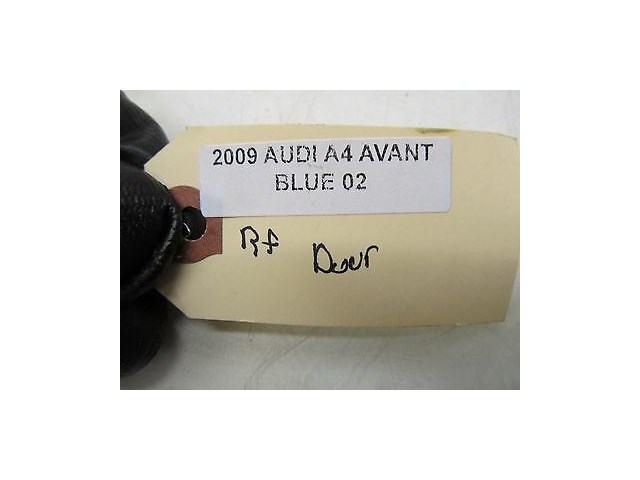 2009 AUDI A4 AVANT
BLUE 02
Rf Door